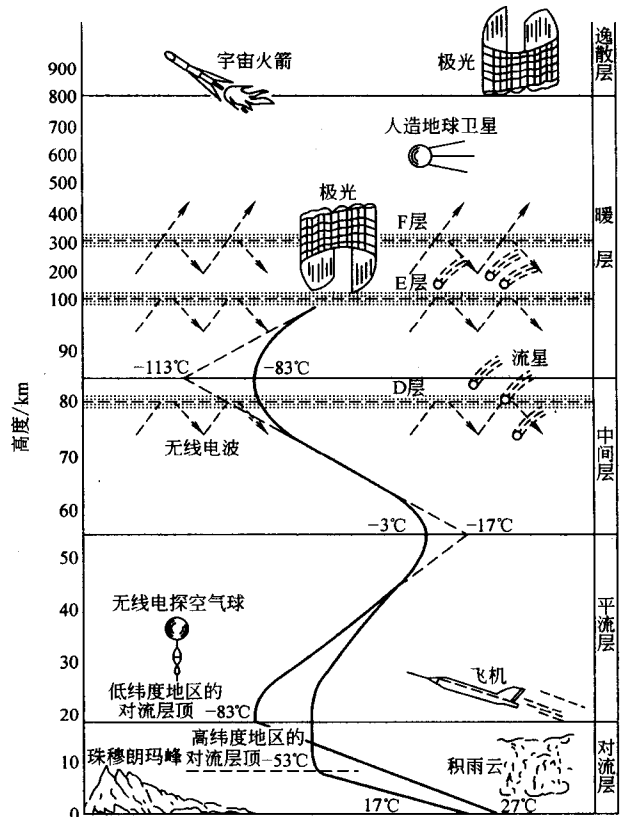 逸散层
极光
宇宙火箭
900
800
700
人造地球卫星
600
500
极光
400
F层
暖层
300
200
E层
100
90
流星
-113℃
-83℃
D层
80
高度/km
无线电波
中间层
70
60
-3℃
-17℃
50
无线电探空气球
40
平流层
30
飞机
低纬度地区的
对流层顶 -83℃
20
高纬度地区的
对流层顶-53℃
珠穆朗玛峰
积雨云
对流层
10
17℃
27℃
0